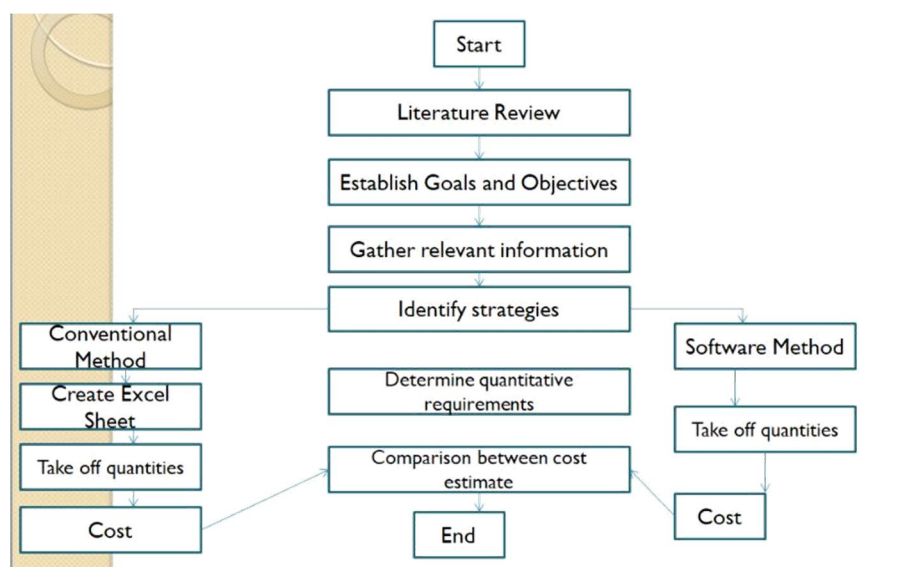 Start
Literature Review
Establish Goals and Objectives
Gather relevant information
Identify strategies
Conventional
Method
Create Excel
Sheet
Take off quantities
Cost
Determine quantitative
requirements
Comparison between cost
estimate
End
Software Method
Take off quantities
Cost